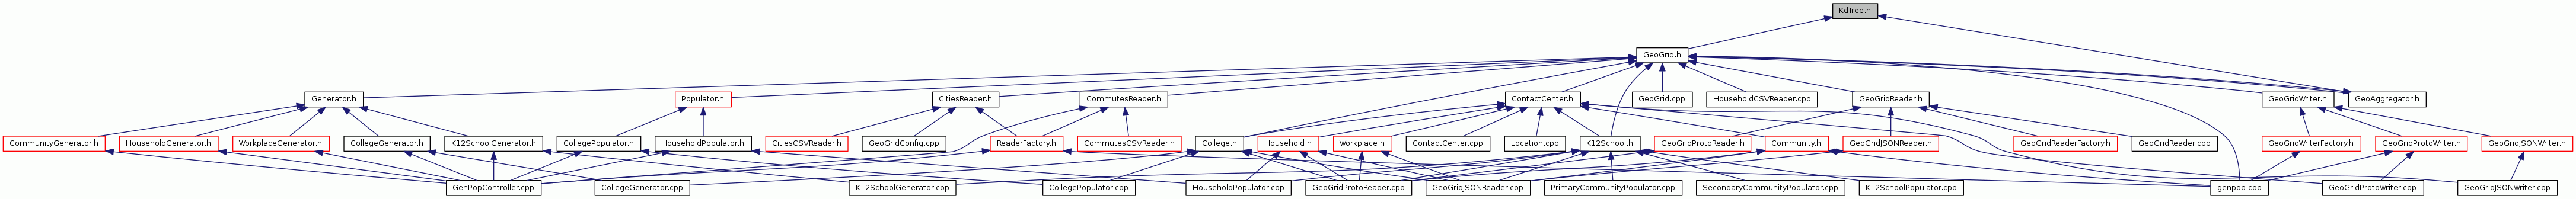 KdTree.h
GeoGrid.h
Generator.h
Populator.h
CitiesReader.h
CommutesReader.h
ContactCenter.h
GeoGrid.cpp
HouseholdCSVReader.cpp
GeoGridReader.h
GeoGridWriter.h
GeoAggregator.h
CommunityGenerator.h
HouseholdGenerator.h
WorkplaceGenerator.h
CollegeGenerator.h
K12SchoolGenerator.h
CollegePopulator.h
HouseholdPopulator.h
CitiesCSVReader.h
GeoGridConfig.cpp
ReaderFactory.h
CommutesCSVReader.h
College.h
Household.h
Workplace.h
ContactCenter.cpp
Location.cpp
K12School.h
GeoGridProtoReader.h
Community.h
GeoGridJSONReader.h
GeoGridReaderFactory.h
GeoGridReader.cpp
GeoGridWriterFactory.h
GeoGridProtoWriter.h
GeoGridJSONWriter.h
GenPopController.cpp
CollegeGenerator.cpp
K12SchoolGenerator.cpp
CollegePopulator.cpp
HouseholdPopulator.cpp
GeoGridProtoReader.cpp
GeoGridJSONReader.cpp
PrimaryCommunityPopulator.cpp
SecondaryCommunityPopulator.cpp
K12SchoolPopulator.cpp
genpop.cpp
GeoGridProtoWriter.cpp
GeoGridJSONWriter.cpp